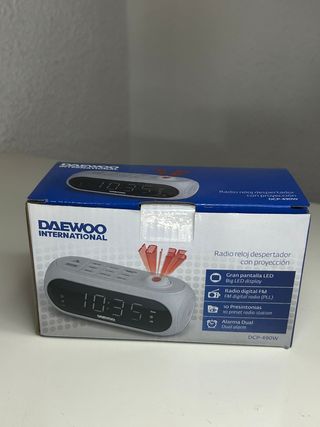 DAEWOO
INTERNATIONAL
Radio reloj despertador
con proyección
DCP-490W
DAEWOO
INTERNATIONAL
Radio reloj despertador
con proyección
Gran pantalla LED
Big LED display
Radio digital FM
FM digital radio (PLL)
10 Presintonías
10 preset radio station
Alarma Dual
Dual alarm
10:35
DAEWOO
DCP-490W